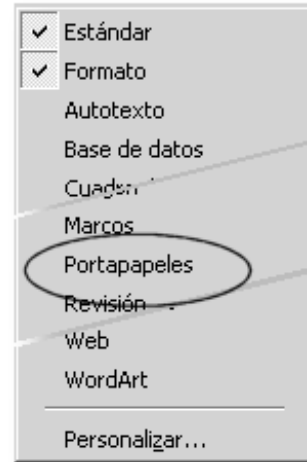 Estándar
Formato
Autotexto
Base de datos
Marcos
Portapapeles
Revisión
Web
WordArt
Personalizar...